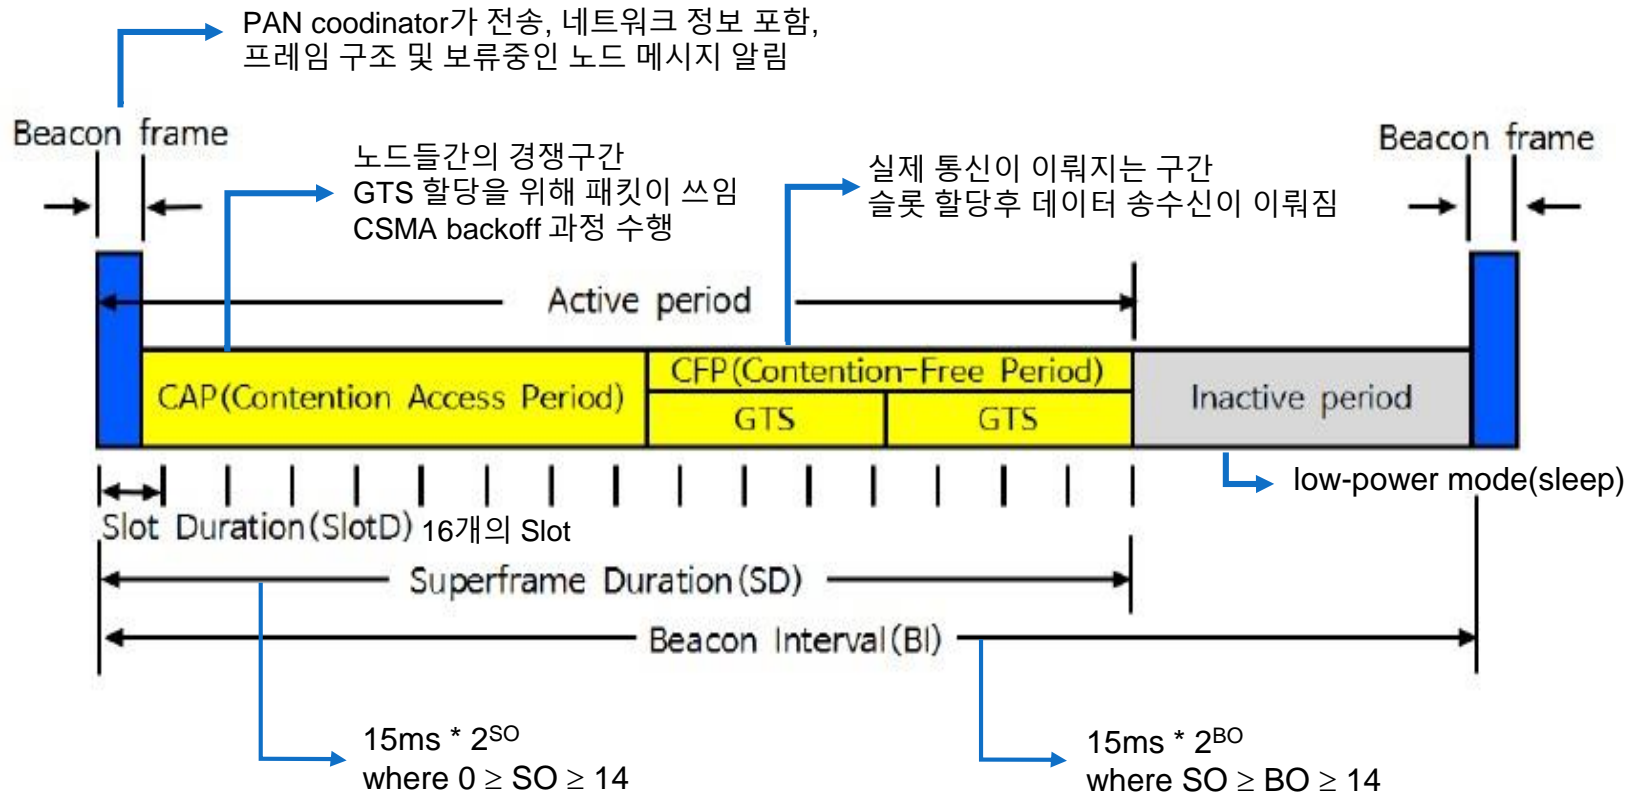 PAN coodinator가 전송, 네트워크 정보 포함,
프레임 구조 및 보류중인 노드 메시지 알림
Beacon frame
노드들간의 경쟁구간
GTS 할당을 위해 패킷이 쓰임
CSMA backoff 과정 수행
실제 통신이 이뤄지는 구간
슬롯 할당후 데이터 송수신이 이뤄짐
Beacon frame
Active period
CAP(Contention Access Period)
CFP(Contention-Free Period)
GTS
GTS
Inactive period
low-power mode(sleep)
Slot Duration(SlotD) 16개의 Slot
Superframe Duration(SD)
Beacon Interval(BI)
15ms * 2^SO
where 0 ≥ SO ≥ 14
15ms * 2^BO
where SO ≥ BO ≥ 14